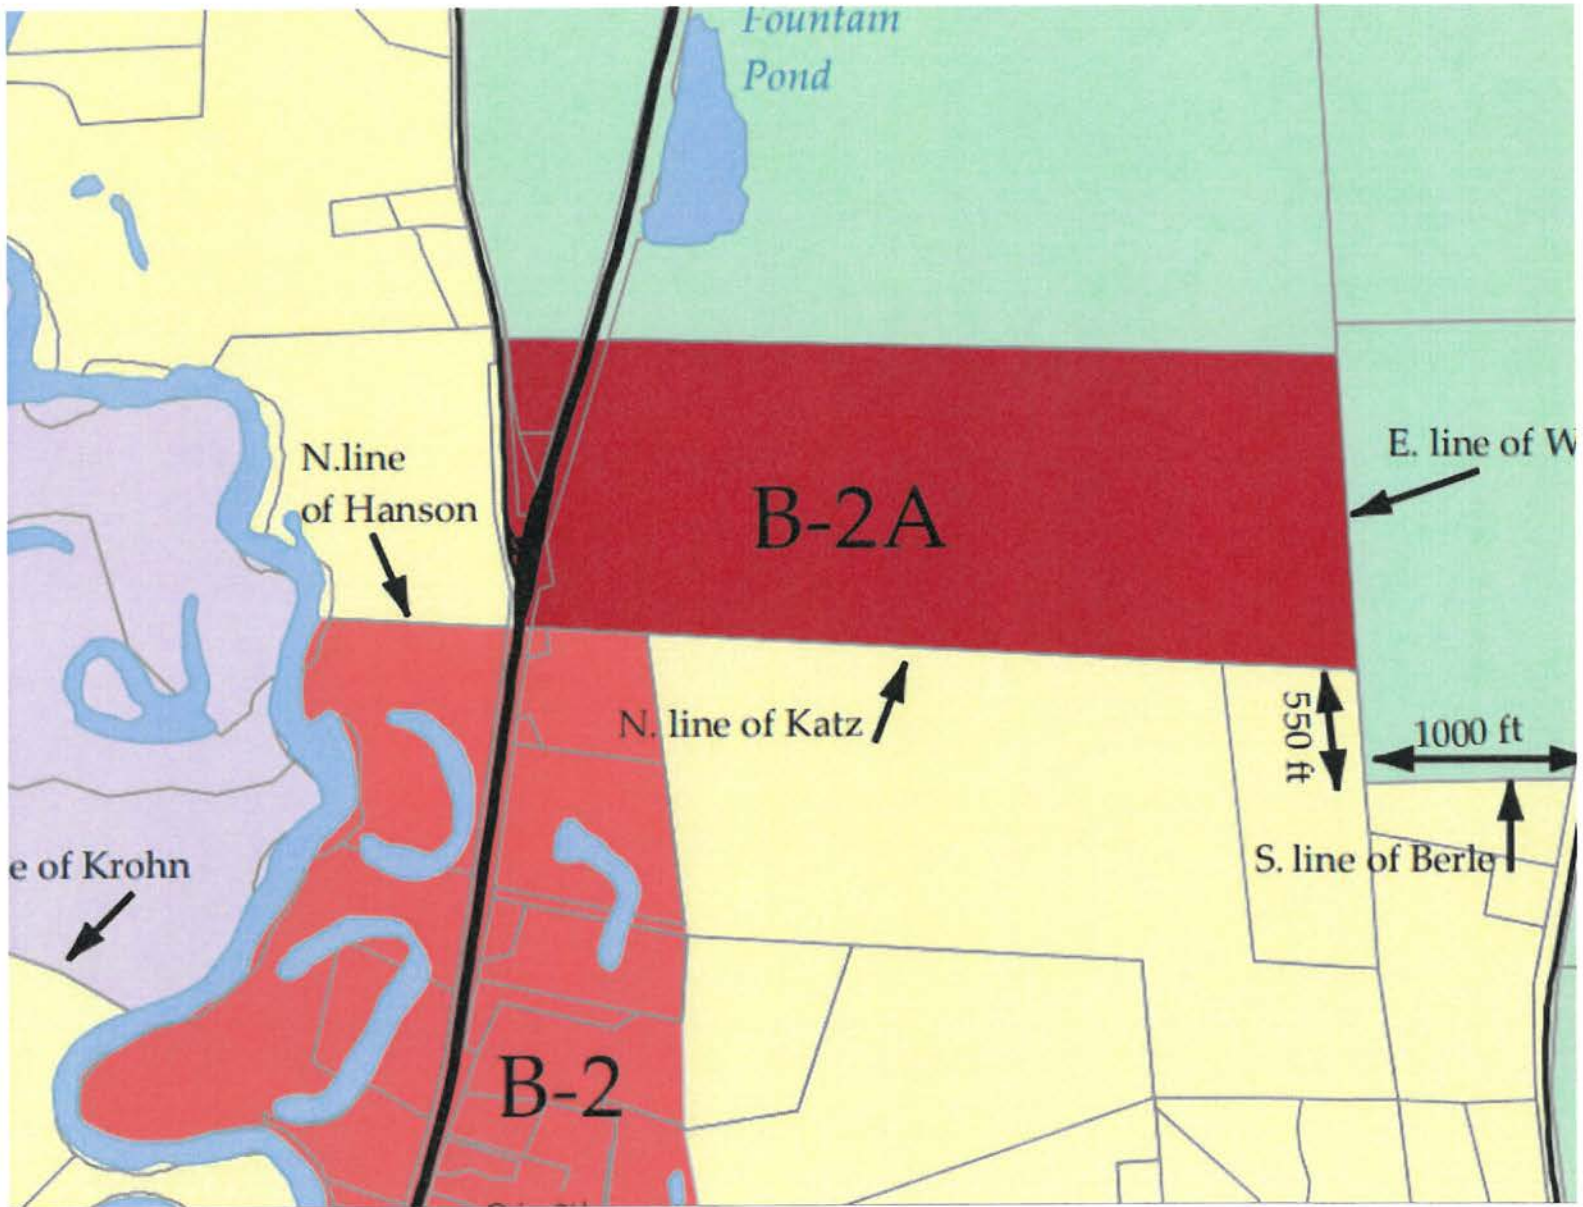 Fountain
Pond
N.line
of Hanson
E. line of W
B-2A
N. line of Katz
550 ft
1000 ft
e of Krohn
S. line of Berle
B-2